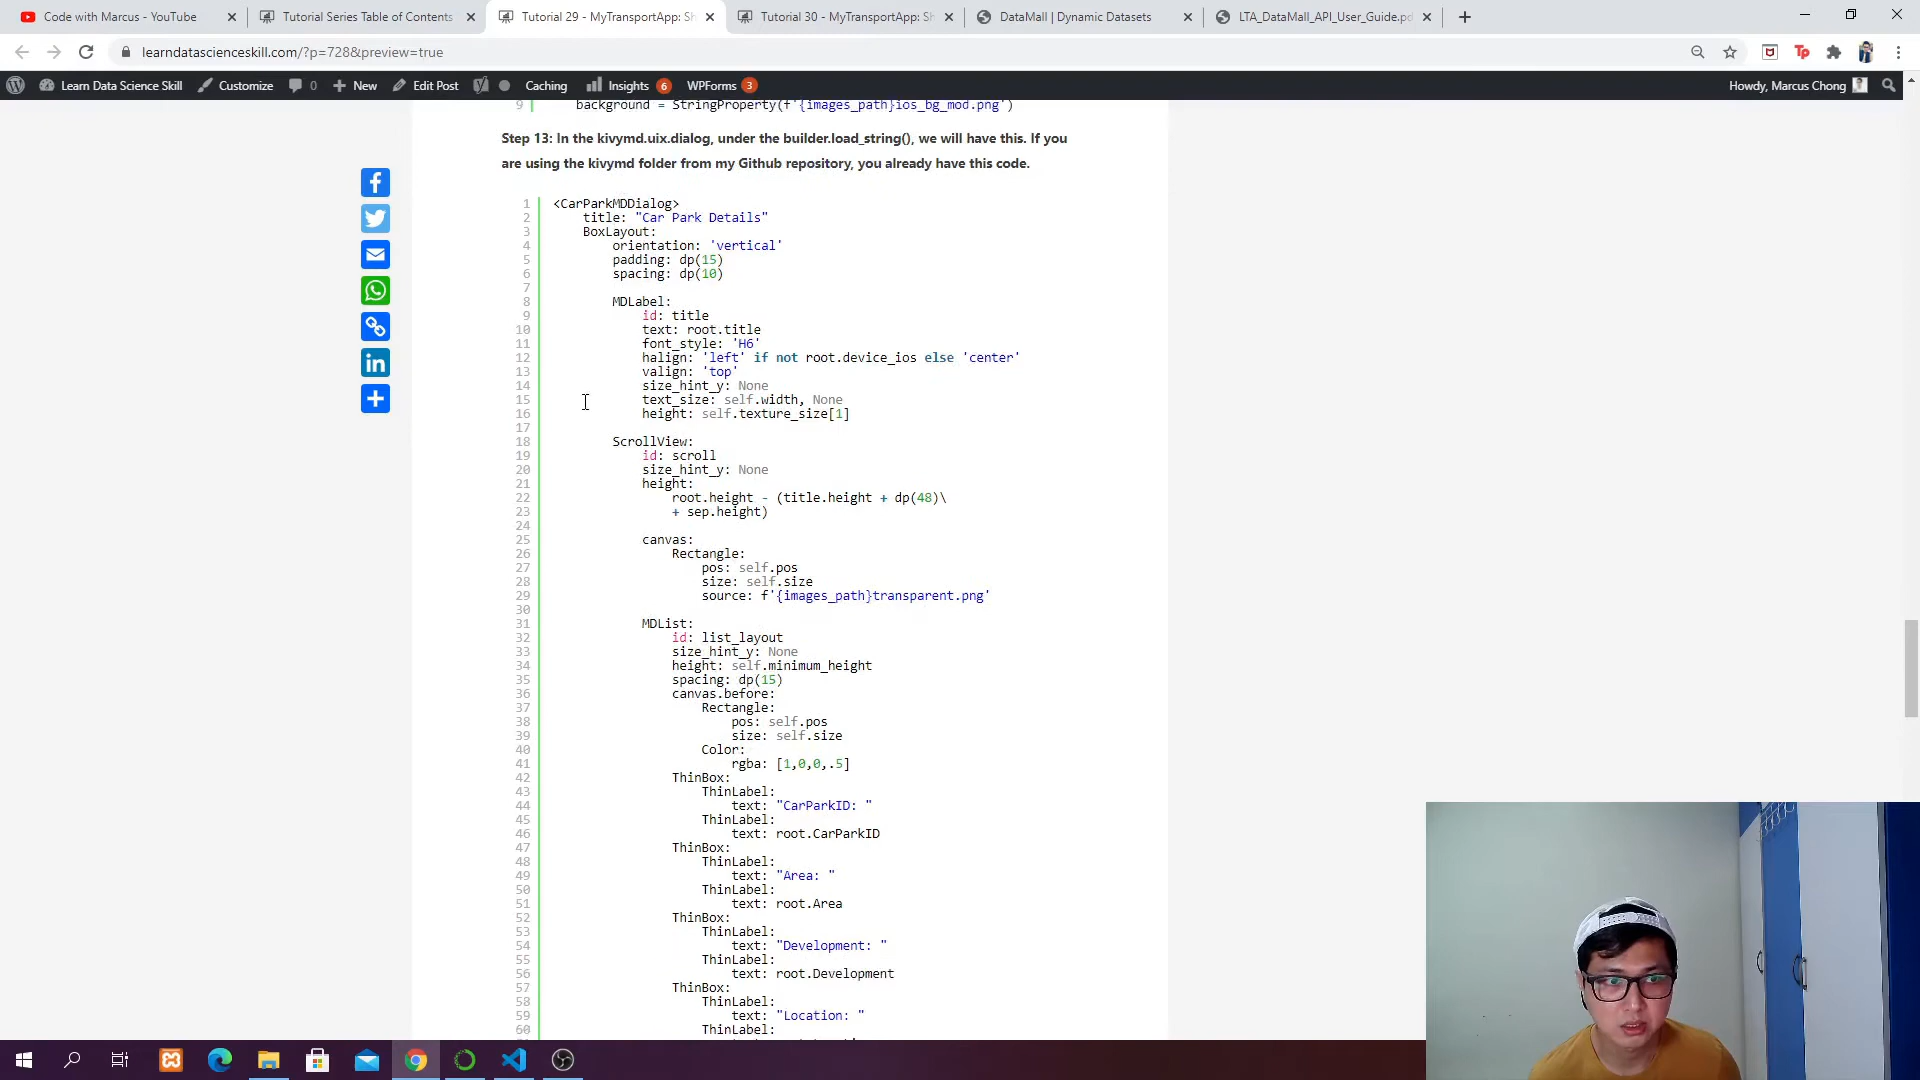 Code with Marcus - YouTube
Tutorial Series Table of Contents
Tutorial 29 - MyTransportApp: Sh
Tutorial 30 - MyTransportApp: Sh
DataMall | Dynamic Datasets
LTA_DataMall_API_User_Guide.pd
learndatascienceskill.com/?p=728&preview=true
Learn Data Science Skill
Customize
0
New
Edit Post
Caching
Insights 6
WPForms 3
Howdy, Marcus Chong
9 background = StringProperty(f'{images_path}ios_bg_mod.png')
Step 13: In the kivymd.uix.dialog, under the builder.load_string(), we will have this. If you
are using the kivymd folder from my Github repository, you already have this code.
1 <CarParkMDDialog>
2 title: "Car Park Details"
3 BoxLayout:
4 orientation: 'vertical'
5 padding: dp(15)
6 spacing: dp(10)
7
8 MDLabel:
9 id: title
10 text: root.title
11 font_style: 'H6'
12 halign: 'left' if not root.device_ios else 'center'
13 valign: 'top'
14 size_hint_y: None
15 text_size: self.width, None
16 height: self.texture_size[1]
17
18 ScrollView:
19 id: scroll
20 size_hint_y: None
21 height:
22 root.height - (title.height + dp(48)\
23 + sep.height)
24
25 canvas:
26 Rectangle:
27 pos: self.pos
28 size: self.size
29 source: f'{images_path}transparent.png'
30
31 MDList:
32 id: list_layout
33 size_hint_y: None
34 height: self.minimum_height
35 spacing: dp(15)
36 canvas.before:
37 Rectangle:
38 pos: self.pos
39 size: self.size
40 Color:
41 rgba: [1,0,0,.5]
42 ThinBox:
43 ThinLabel:
44 text: "CarParkID: "
45 ThinLabel:
46 text: root.CarParkID
47 ThinBox:
48 ThinLabel:
49 text: "Area: "
50 ThinLabel:
51 text: root.Area
52 ThinBox:
53 ThinLabel:
54 text: "Development: "
55 ThinLabel:
56 text: root.Development
57 ThinBox:
58 ThinLabel:
59 text: "Location: "
60 ThinLabel: